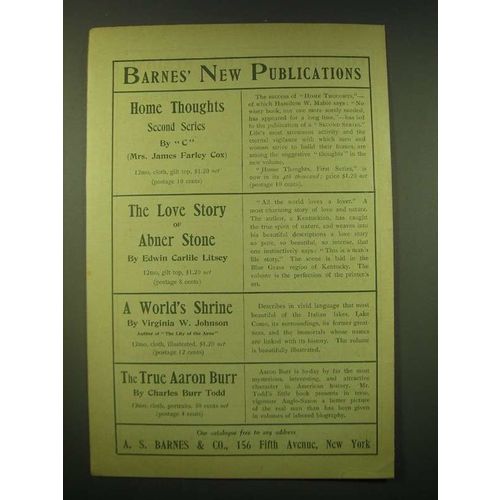 BARNES' NEW PUBLICATIONS
Home Thoughts
Second Series
By "C"
(Mrs. James Farley Cox)
12mo, cloth, gilt top, $1.20 net
(postage 10 cents)
The success of "HOME THOUGHTS,"—
of which Hamilton W. Mabie says: "No
book, nor one more sorely needed,
has appeared for a long time,"—has led
to the publication of a "SECOND SERIES."
Life's most strenuous activity and the
eternal vigilance with which men and
women strive to build their homes, are
among the suggestive "thoughts" in the
new volume.
"Home Thoughts, First Series," is
now in its 4th thousand; price $1.20 net
(postage 10 cents).
The Love Story
OF
Abner Stone
By Edwin Carlile Litsey
12mo, gilt top, $1.20 net
(postage 8 cents)
"All the world loves a lover." A
most charming story of love and nature.
The author, a Kentuckian, has caught
the true spirit of nature, and weaves into
his beautiful descriptions a love story
so pure, so beautiful, so intense, that
one instinctively says: "This is a man's
life story." The scene is laid in the
Blue Grass region of Kentucky. The
volume is the perfection of the printer's
art.
A World's Shrine
By Virginia W. Johnson
Author of "The Lily of the Arno"
12mo, cloth, illustrated, $1.20 net
(postage 12 cents)
Describes in vivid language that most
beautiful of the Italian lakes, Lake
Como, its surroundings, its former great-
ness, and the immortals whose names
are linked with its history. The volume
is beautifully illustrated.
The True Aaron Burr
By Charles Burr Todd
12mo, cloth, portraits, 50 cents net
(postage 4 cents)
Aaron Burr is to-day by far the most
mysterious, interesting, and attractive
character in American history. Mr.
Todd's little book presents in terse,
vigorous Anglo-Saxon a better picture
of the real man than has been given in
volumes of labored biography.
Our catalogue free to any address
A. S. BARNES & CO., 156 Fifth Avenue, New York